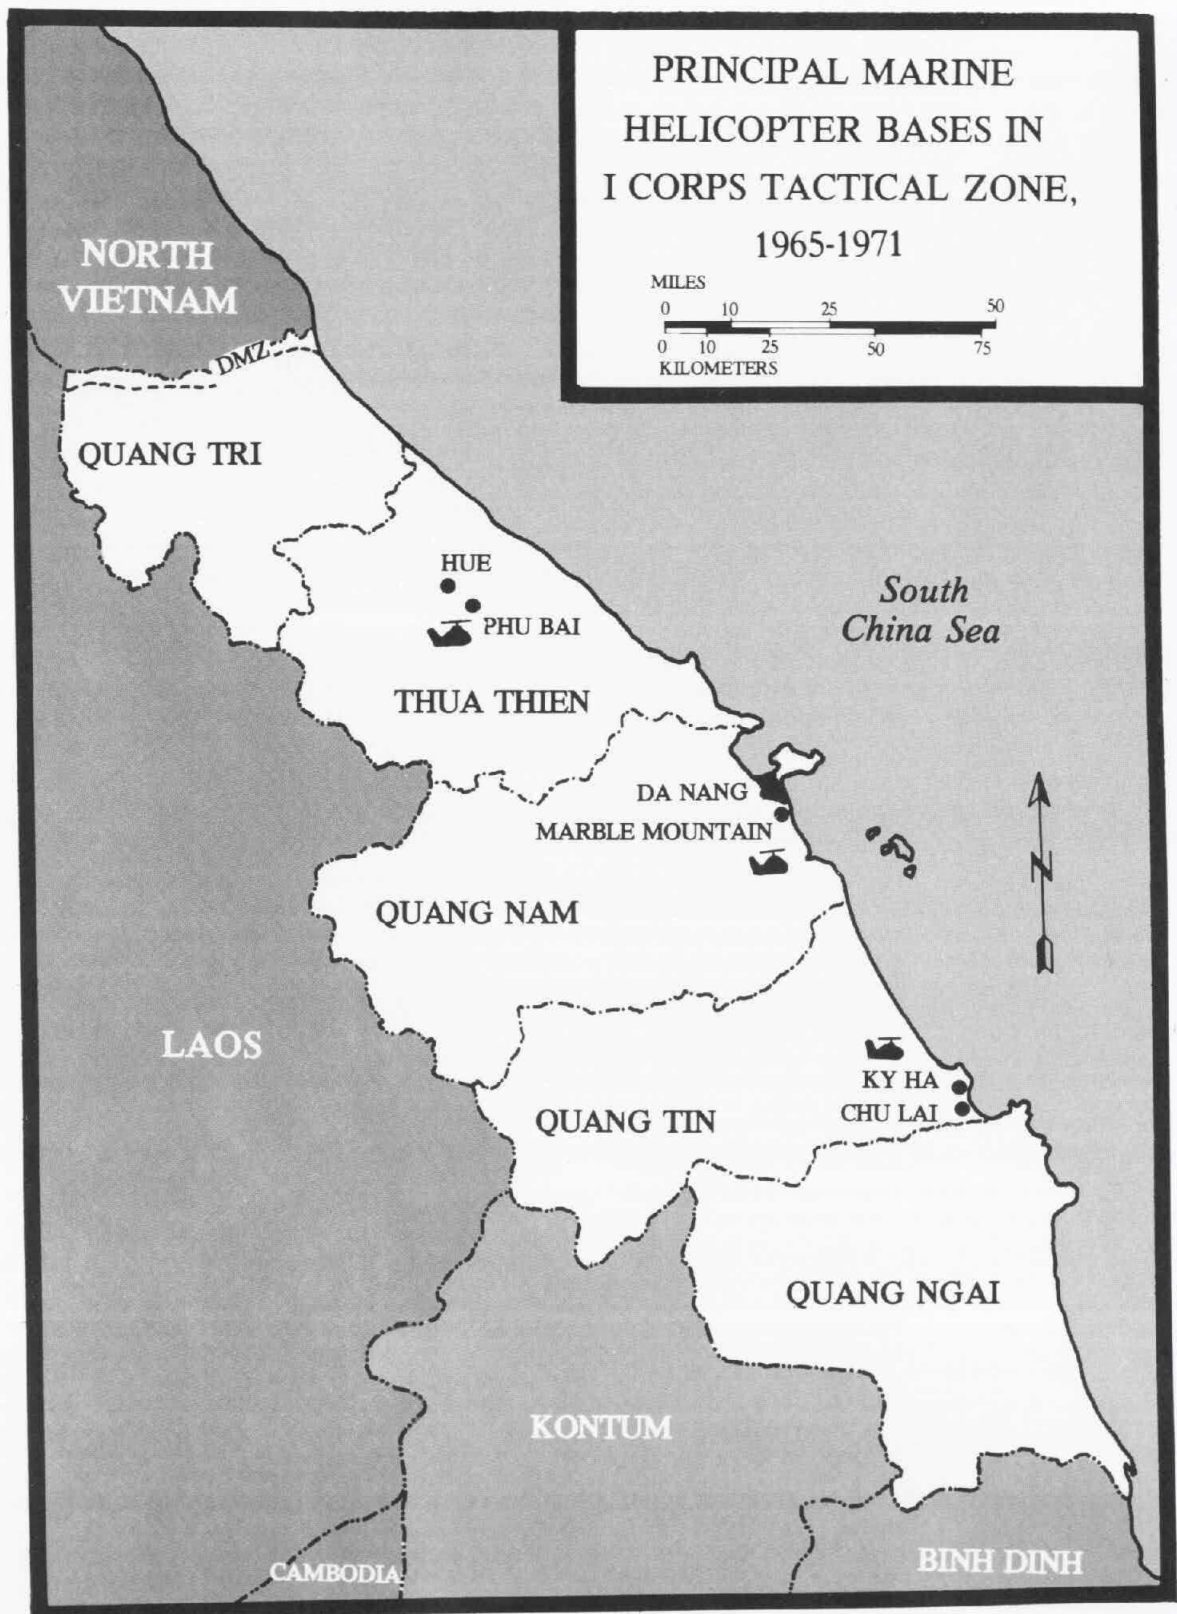 PRINCIPAL MARINE
HELICOPTER BASES IN
I CORPS TACTICAL ZONE,
1965-1971
MILES
0 10 25 50
0 10 25 50 75
KILOMETERS
NORTH
VIETNAM
DMZ
QUANG TRI
HUE
PHU BAI
THUA THIEN
South
China Sea
DA NANG
MARBLE MOUNTAIN
N
QUANG NAM
LAOS
KY HA
CHU LAI
QUANG TIN
QUANG NGAI
KONTUM
CAMBODIA
BINH DINH